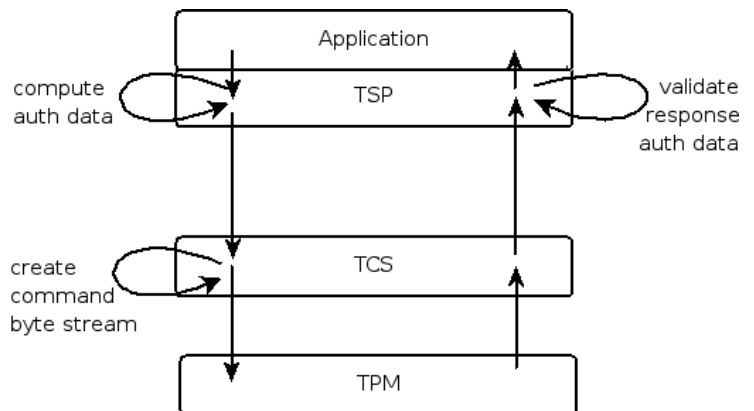 Application
compute
auth data
TSP
validate
response
auth data
create
command
byte stream
TCS
TPM